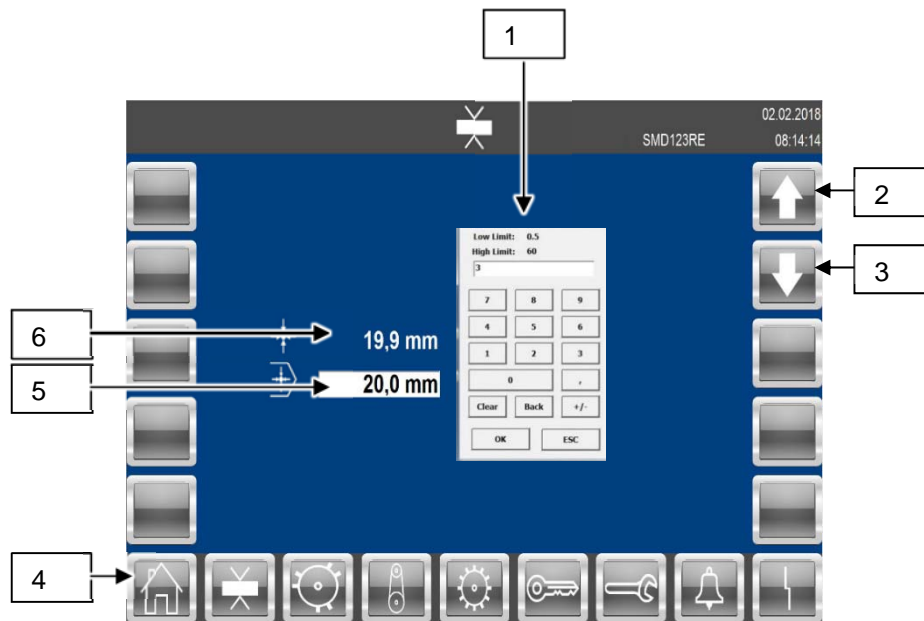 1
02.02.2018
SMD123RE 08:14:14
2
Low Limit: 0.5
High Limit: 60
3
3
7 8 9
6
19,9 mm
4 5 6
1 2 3
5
20,0 mm
0 ,
Clear Back +/-
OK ESC
4